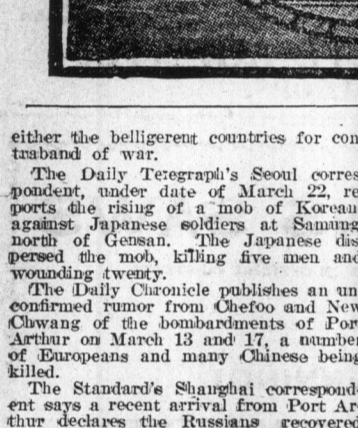 either the belligerent countries for con
traband of war.
The Daily Telegraph's Seoul corres
pondent, under date of March 22, re
ports the rising of a mob of Korean
against Japanese soldiers at Samung
north of Gensan. The Japanese dis
persed the mob, killing five men and
wounding twenty.
The Daily Chronicle publishes an un
confirmed rumor from Chefoo and New
Chwang of the bombardments of Port
Arthur on March 13 and 17, a number
of Europeans and many Chinese being
killed.
The Standard's Shanghai correspond
ent says a recent arrival from Port Ar
thur declares the Russians recovered